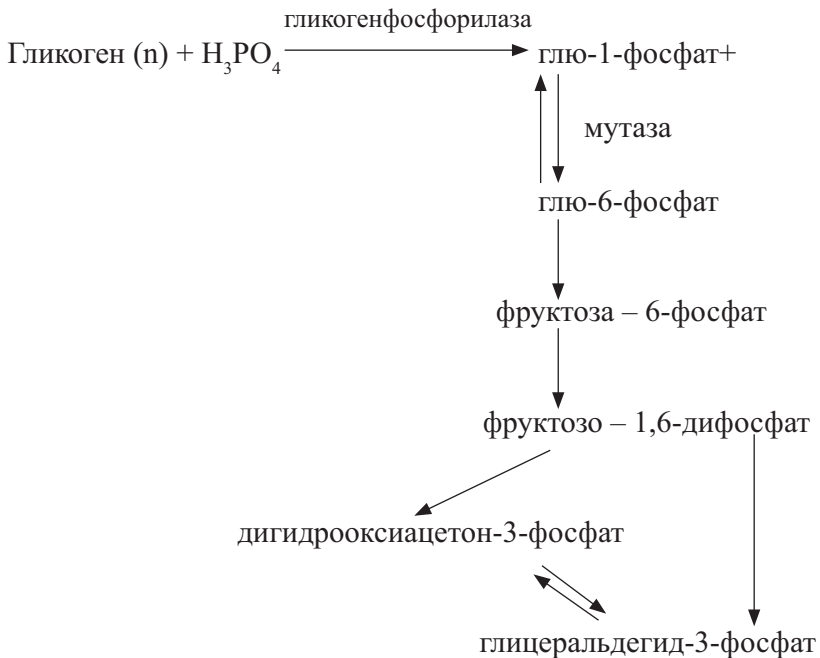 гликогенфосфорилаза
Гликоген (n) + H₃PO₄ глю-1-фосфат+
мутаза
глю-6-фосфат
фруктоза – 6-фосфат
фруктозо – 1,6-дифосфат
дигидрооксиацетон-3-фосфат
глицеральдегид-3-фосфат